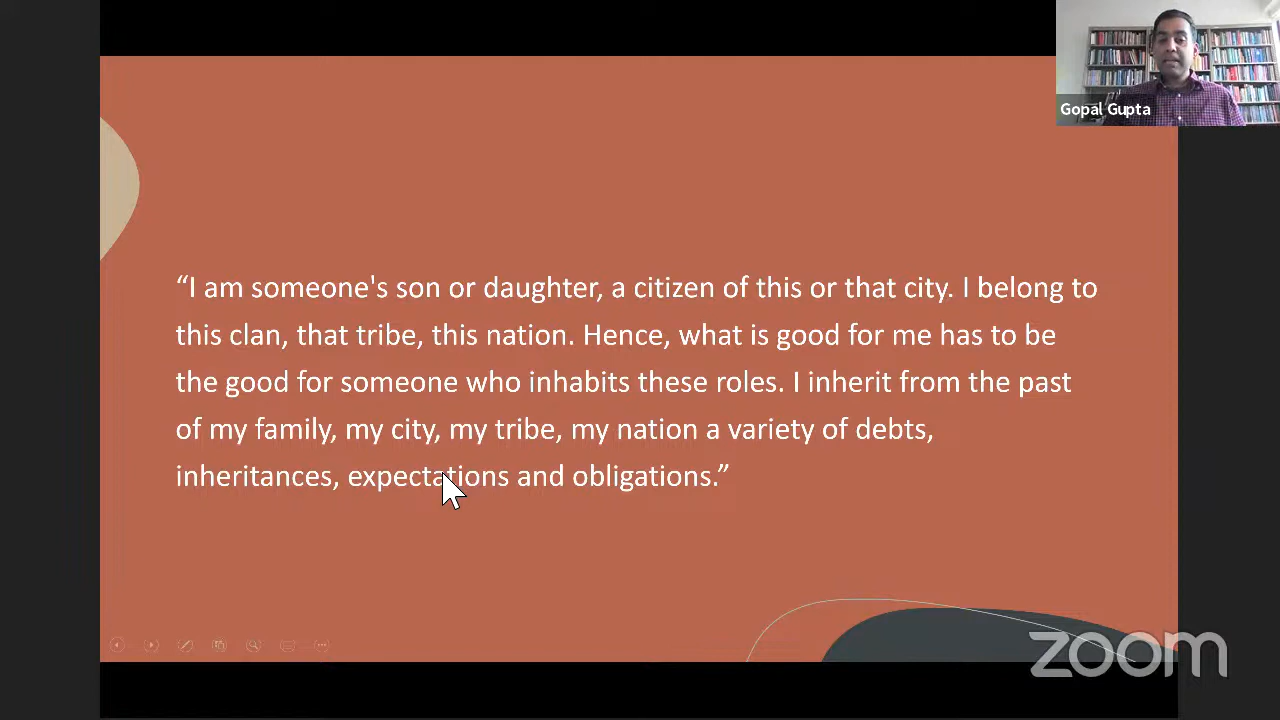 Gopal Gupta
“I am someone's son or daughter, a citizen of this or that city. I belong to
this clan, that tribe, this nation. Hence, what is good for me has to be
the good for someone who inhabits these roles. I inherit from the past
of my family, my city, my tribe, my nation a variety of debts,
inheritances, expectations and obligations.”
zoom